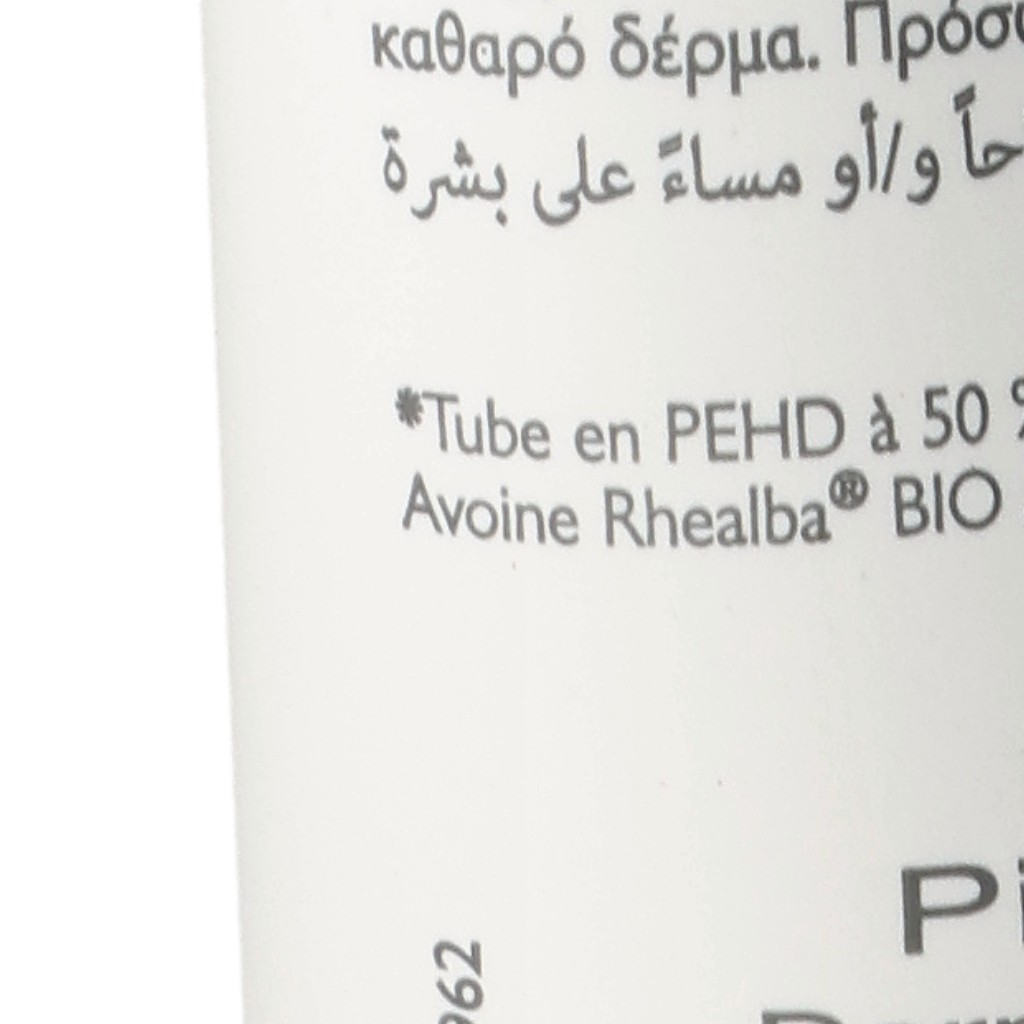 καθαρό δέρμα.
و/أو مساءً على بشرة
*Tube en PEHD à 50
Avoine Rhealba® BIO